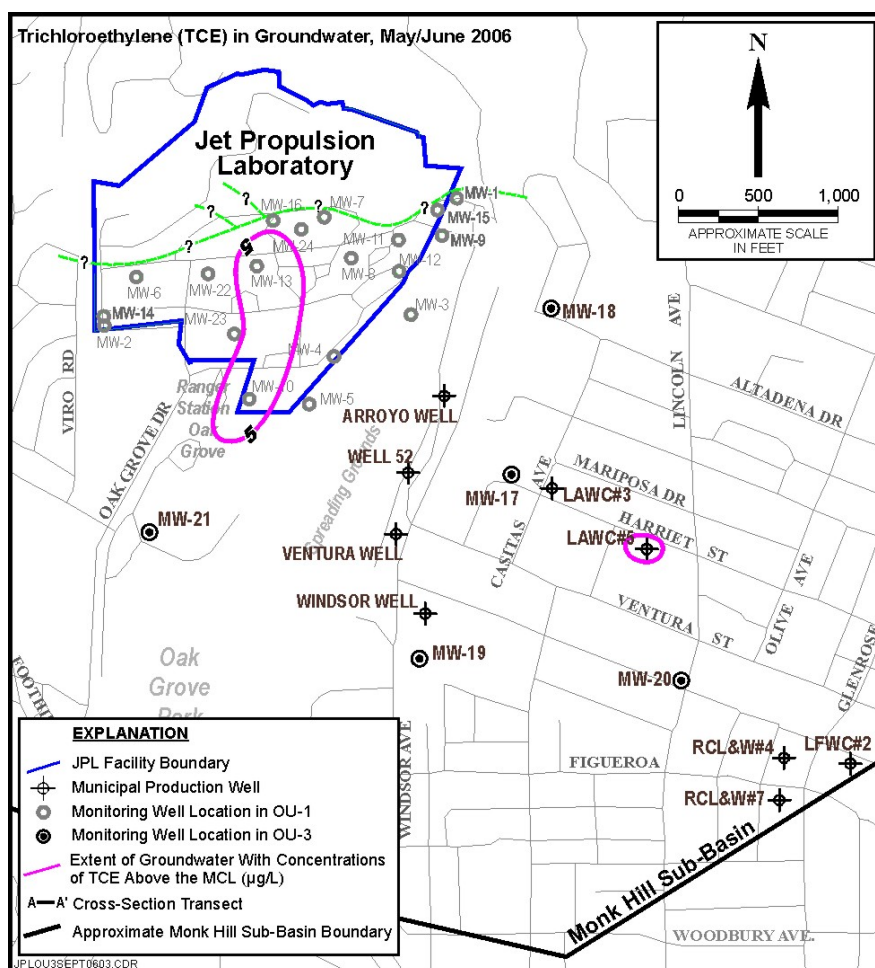 Trichloroethylene (TCE) in Groundwater, May/June 2006
N
0
500
1,000
APPROXIMATE SCALE
IN FEET
Jet Propulsion
Laboratory
?
?
?
?
?
MW-16
MW-7
MW-1
MW-15
MW-9
MW-24
MW-11
MW-13
MW-8
MW-12
MW-6
MW-22
MW-3
MW-14
MW-2
MW-23
MW-4
MW-10
MW-5
5
5
MW-18
VIRO RD
OAK GROVE DR
Ranger
Station
Oak
Grove
LINCOLN AVE
ALTADENA DR
ARROYO WELL
WELL 52
Spreading Grounds
MW-17
CASITAS AVE
MARIPOSA DR
LAWC#3
HARRIET ST
LAWC#5
MW-21
VENTURA WELL
VENTURA ST
OLIVE AVE
WINDSOR WELL
MW-19
MW-20
GLENROSE
Oak
Grove
WINDSOR AVE
FIGUEROA
RCL&W#4
LFWC#2
RCL&W#7
Monk Hill Sub-Basin
WOODBURY AVE.
EXPLANATION
JPL Facility Boundary
Municipal Production Well
Monitoring Well Location in OU-1
Monitoring Well Location in OU-3
Extent of Groundwater With Concentrations
of TCE Above the MCL (µg/L)
A A' Cross-Section Transect
Approximate Monk Hill Sub-Basin Boundary
JPLOU3SEPT0603.CDR